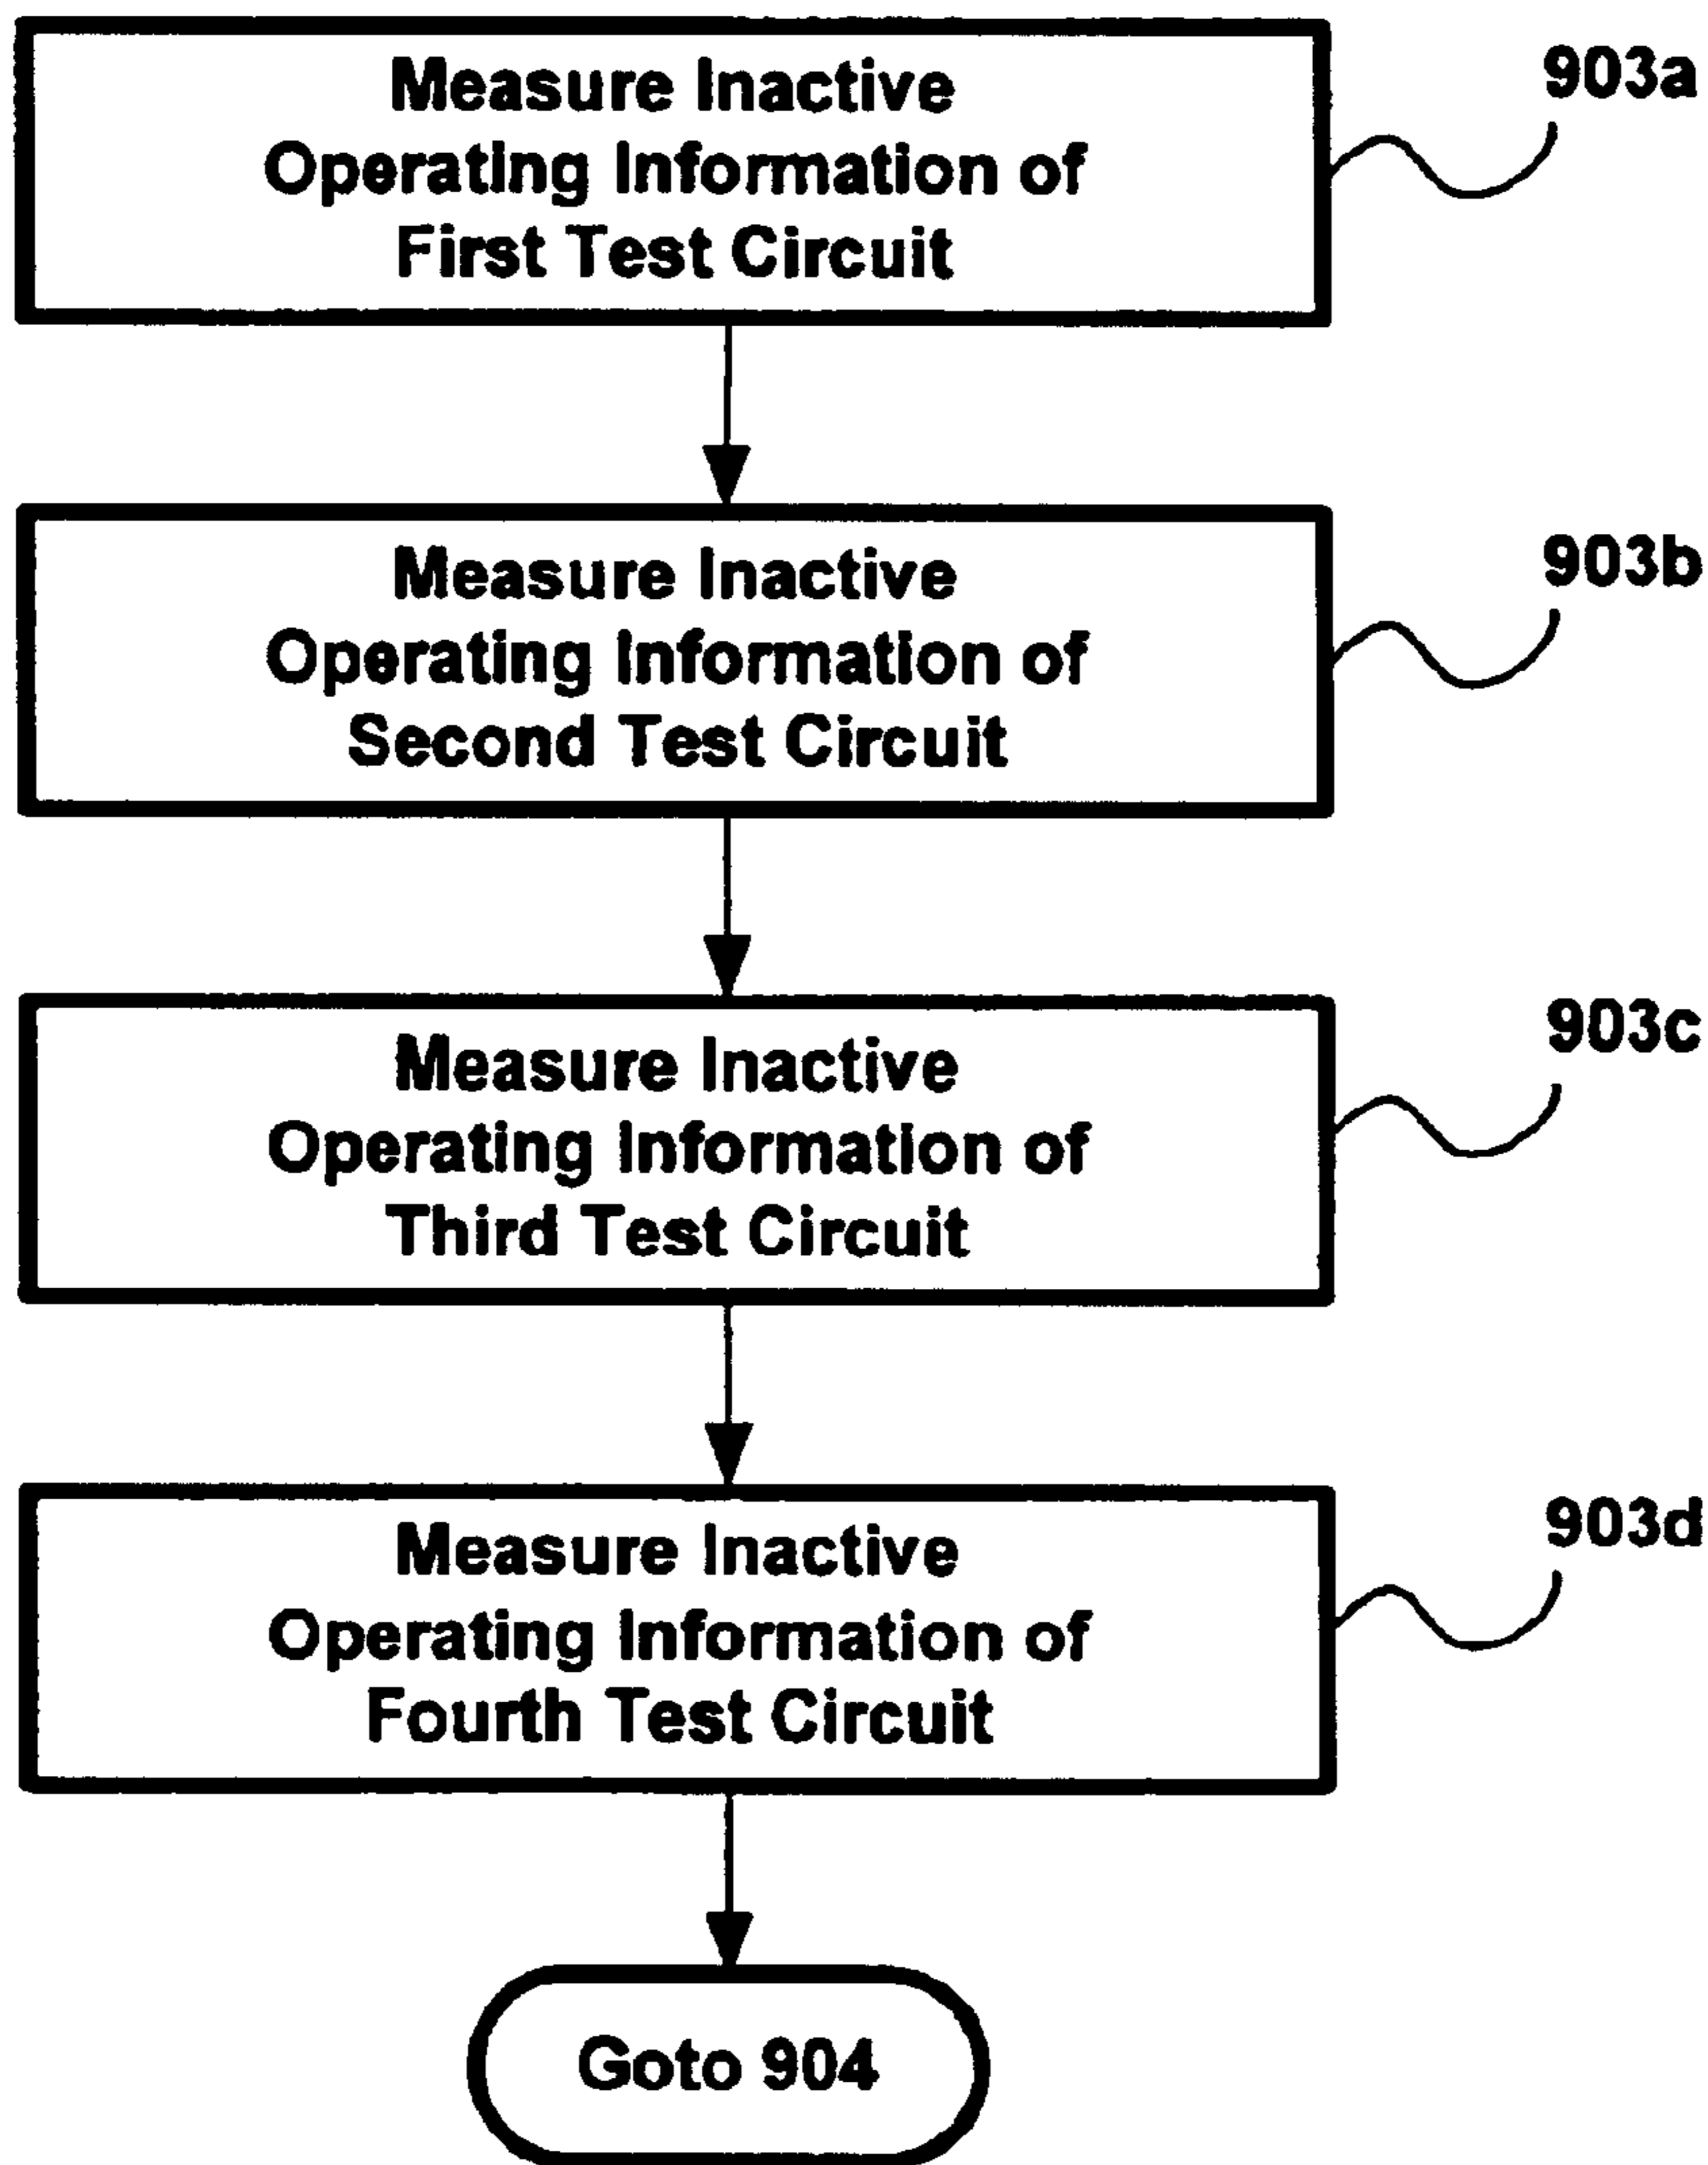 Measure Inactive
Operating Information of
First Test Circuit
903a
Measure Inactive
Operating Information of
Second Test Circuit
903b
Measure Inactive
Operating Information of
Third Test Circuit
903c
Measure Inactive
Operating Information of
Fourth Test Circuit
903d
Goto 904